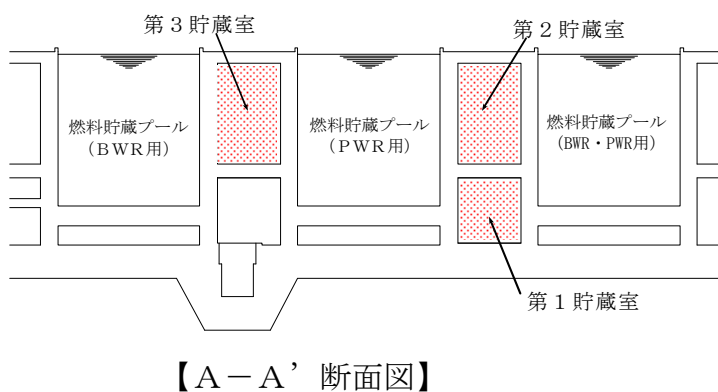 第３貯蔵室
第２貯蔵室
燃料貯蔵プール
（ＢＷＲ用）
燃料貯蔵プール
（ＰＷＲ用）
燃料貯蔵プール
（BWR・PWR用）
第１貯蔵室
【Ａ－Ａ’断面図】